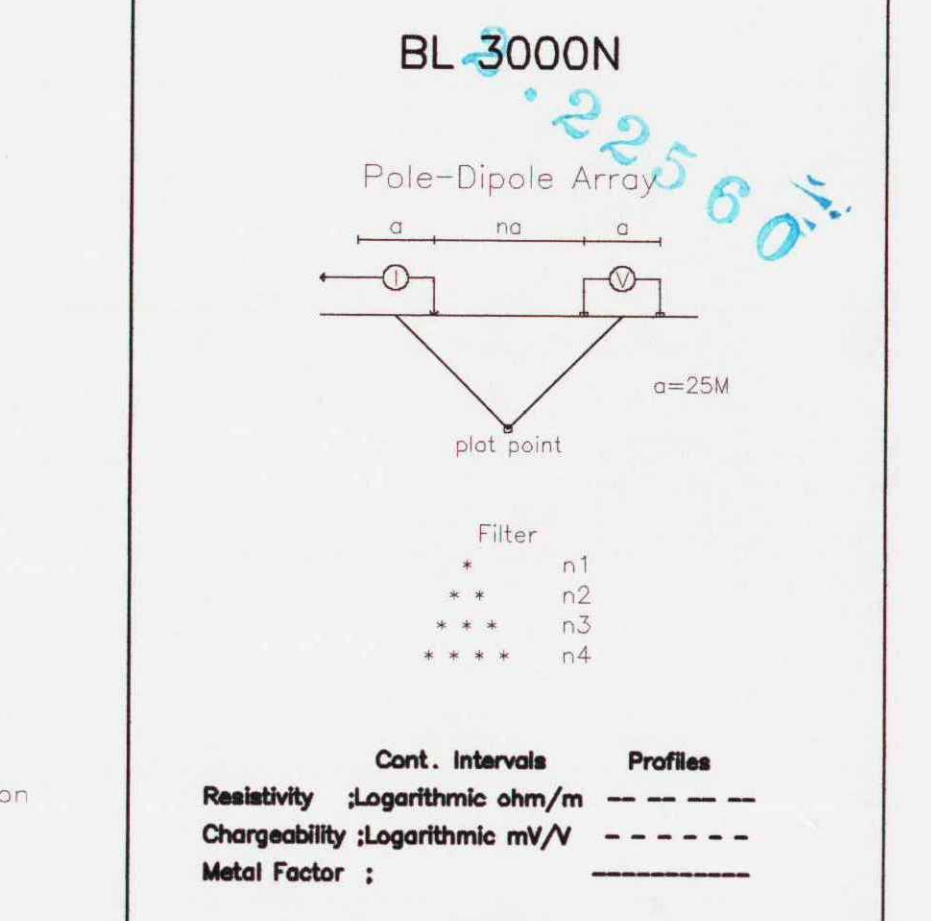 BL 3000N
2.22560
Pole-Dipole Array
a na a
I V
a=25M
plot point
Filter
* n1
* * n2
* * * n3
* * * * n4
Cont. Intervals Profiles
Resistivity ;Logarithmic ohm/m
Chargeability ;Logarithmic mV/V
Metal Factor ;
on